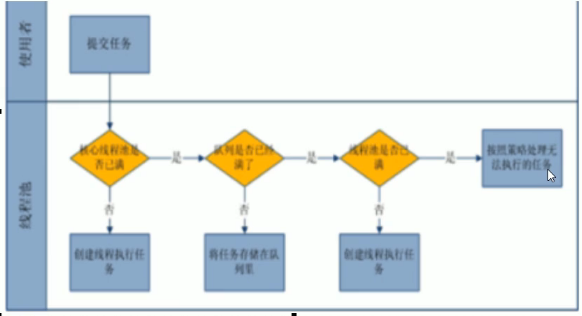 使用者
提交任务
线程池
核心线程池是
否已满
是
队列是否已经
满了
是
线程池是否已
满
是
按照策略处理无
法执行的任务
否
否
否
创建线程执行任
务
将任务存储在队
列里
创建线程执行任
务